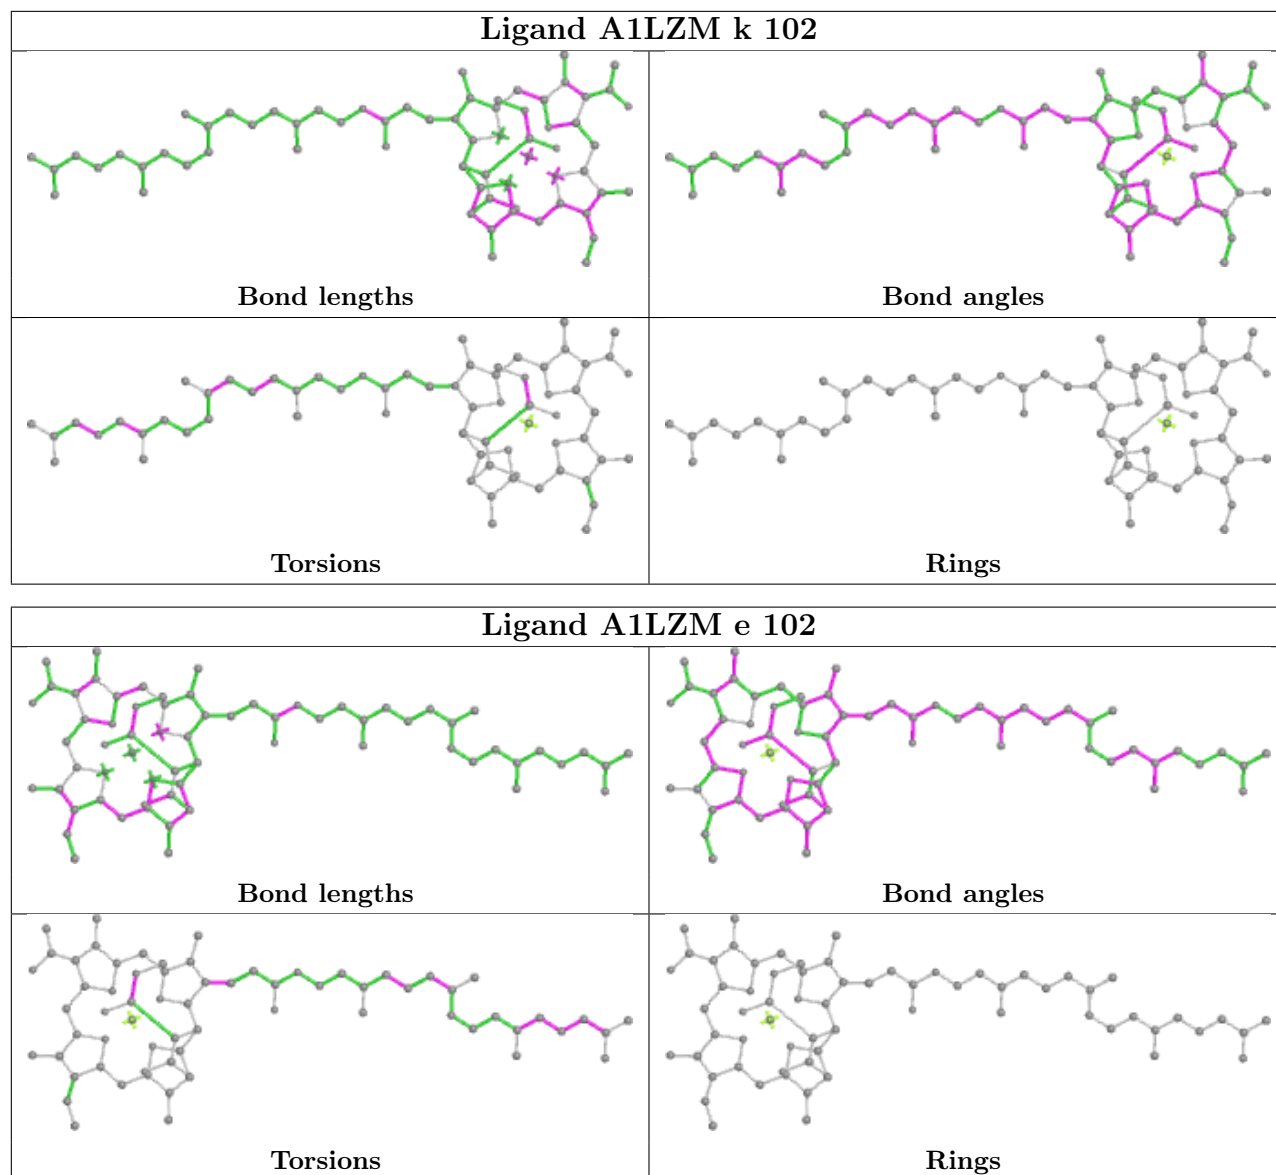 Ligand A1LZM k 102
Bond lengths
Bond angles
Torsions
Rings
Ligand A1LZM e 102
Bond lengths
Bond angles
Torsions
Rings